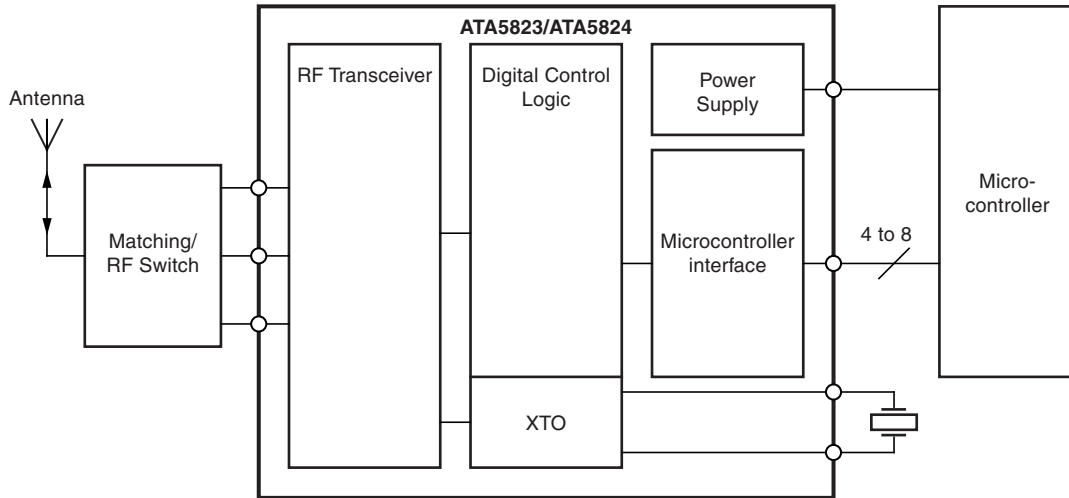 ATA5823/ATA5824
RF Transceiver
Digital Control
Logic
Power
Supply
Antenna
Matching/
RF Switch
Microcontroller
interface
4 to 8
Micro-
controller
XTO